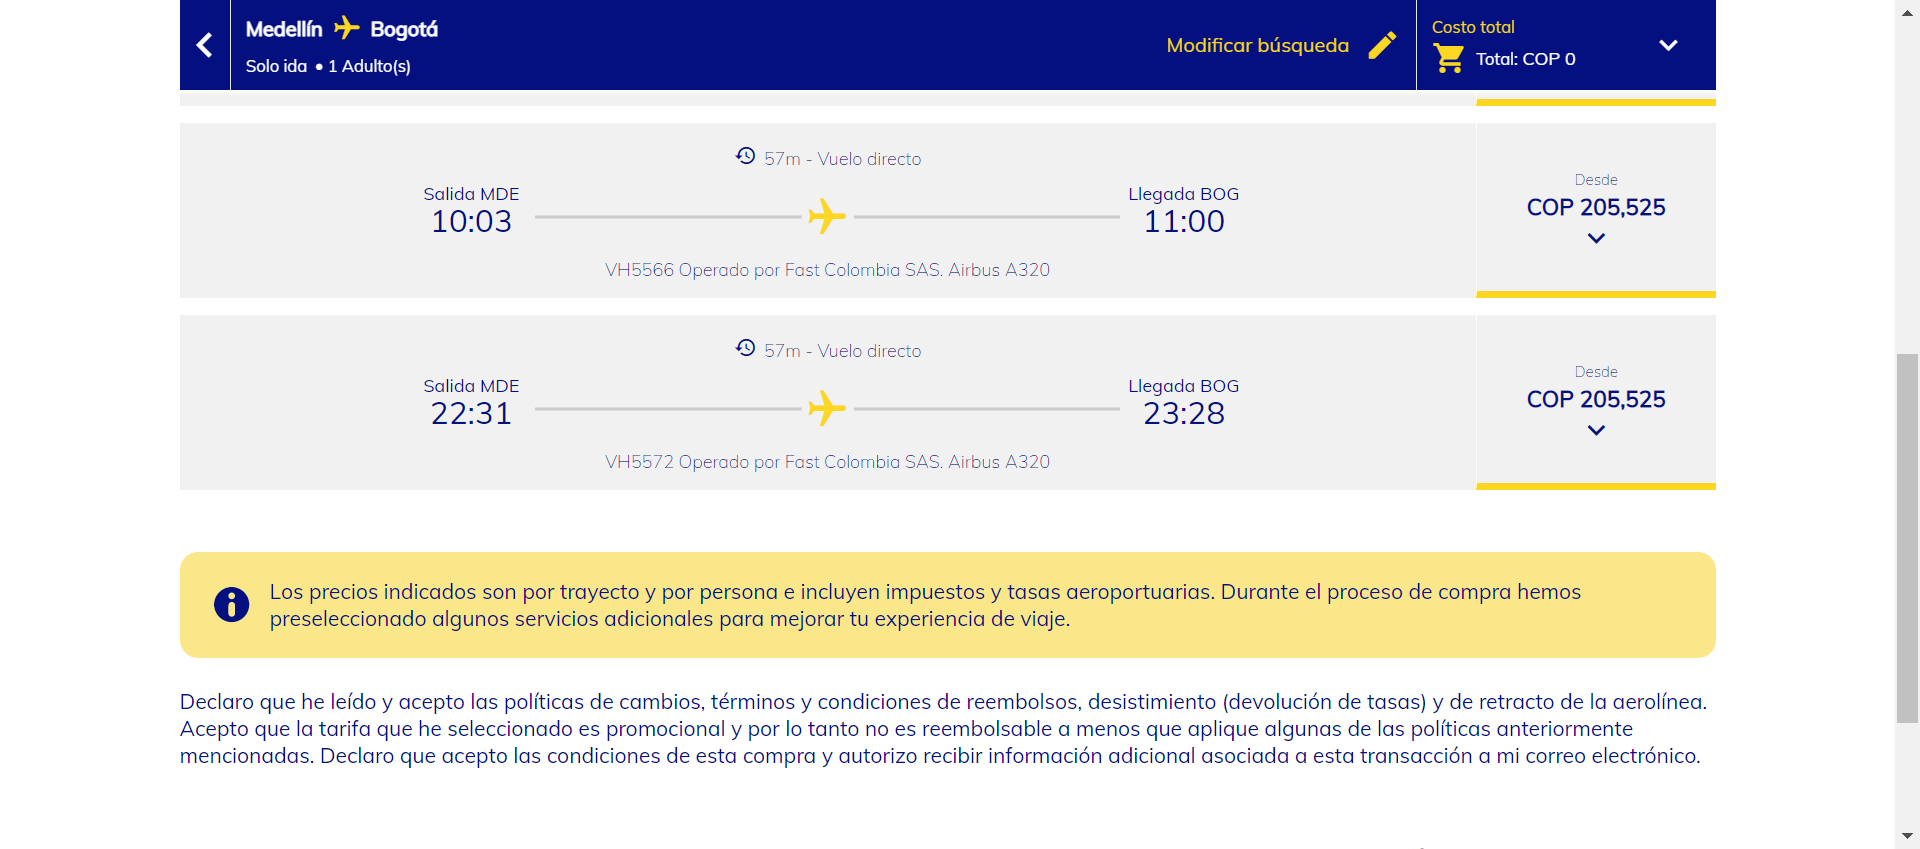 Medellín Bogotá
Solo ida • 1 Adulto(s)
Modificar búsqueda
Costo total
Total: COP 0
57m - Vuelo directo
Salida MDE
10:03
Llegada BOG
11:00
VH5566 Operado por Fast Colombia SAS. Airbus A320
Desde
COP 205,525
57m - Vuelo directo
Salida MDE
22:31
Llegada BOG
23:28
VH5572 Operado por Fast Colombia SAS. Airbus A320
Desde
COP 205,525
Los precios indicados son por trayecto y por persona e incluyen impuestos y tasas aeroportuarias. Durante el proceso de compra hemos
preseleccionado algunos servicios adicionales para mejorar tu experiencia de viaje.
Declaro que he leído y acepto las políticas de cambios, términos y condiciones de reembolsos, desistimiento (devolución de tasas) y de retracto de la aerolínea.
Acepto que la tarifa que he seleccionado es promocional y por lo tanto no es reembolsable a menos que aplique algunas de las políticas anteriormente
mencionadas. Declaro que acepto las condiciones de esta compra y autorizo recibir información adicional asociada a esta transacción a mi correo electrónico.